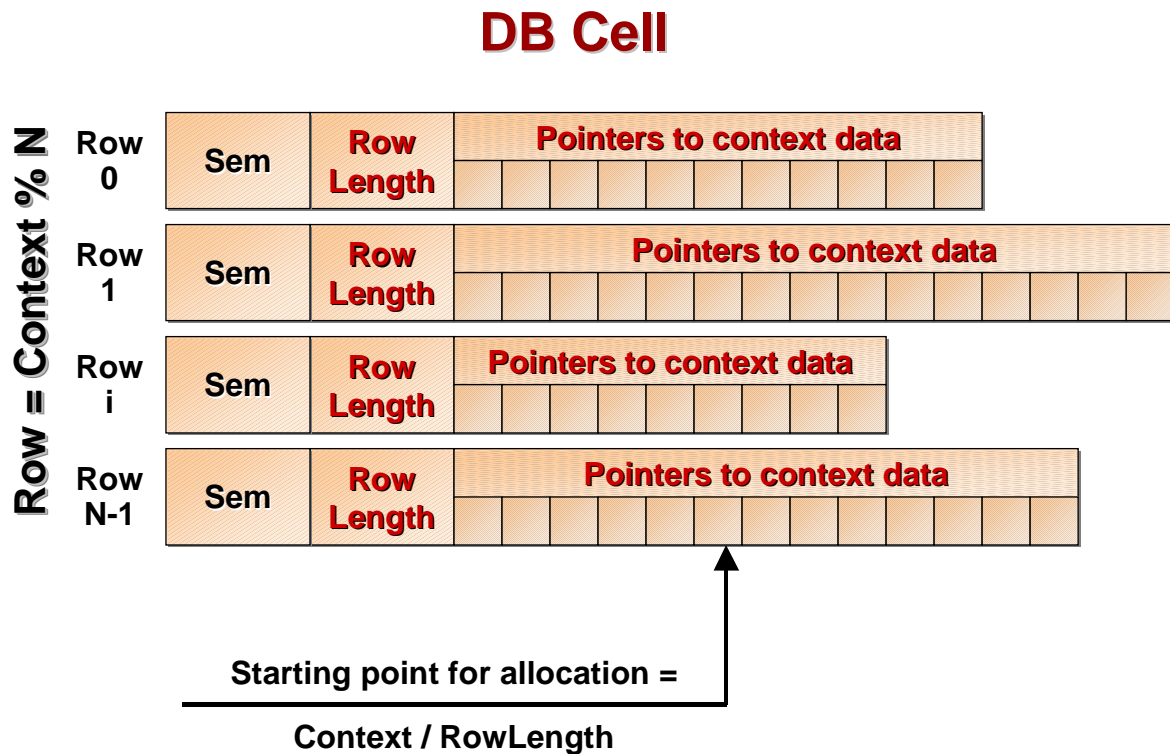 DB Cell
Row = Context % N
Row
0
Sem
Row
Length
Pointers to context data
Row
1
Sem
Row
Length
Pointers to context data
Row
i
Sem
Row
Length
Pointers to context data
Row
N-1
Sem
Row
Length
Pointers to context data
Starting point for allocation =
Context / RowLength